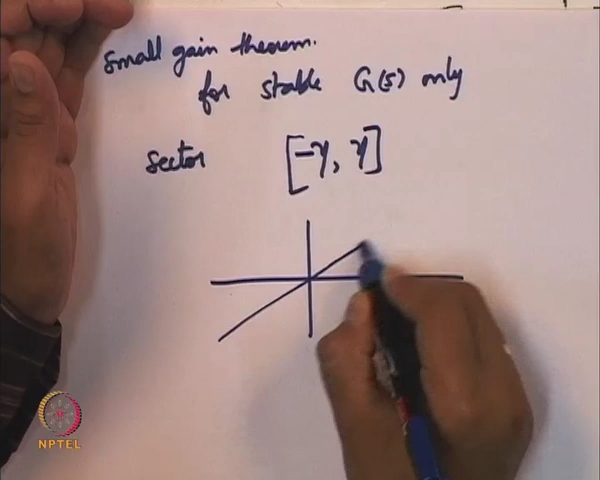 small gain theorem.
for stable G(s) only
sector [-γ, γ]
NPTEL